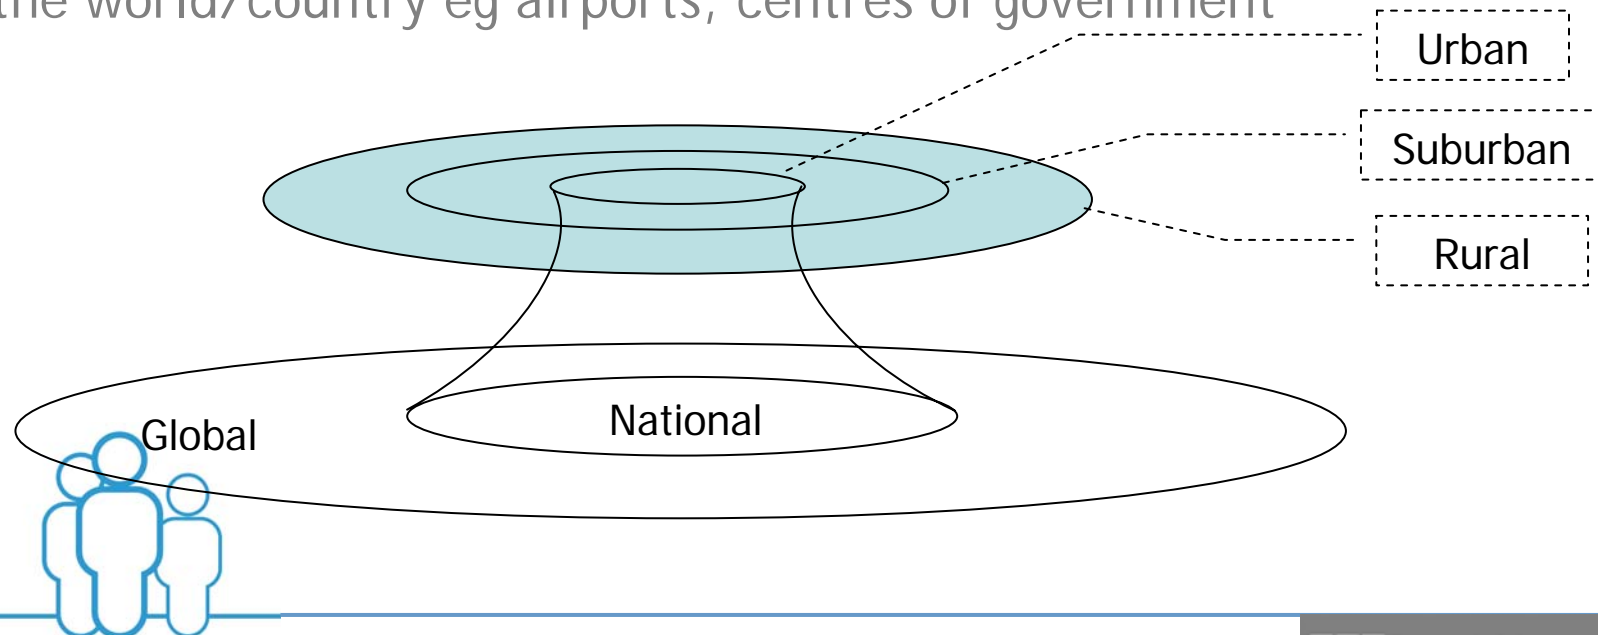 the world/country eg airports, centres of government
Urban
Suburban
Rural
National
Global